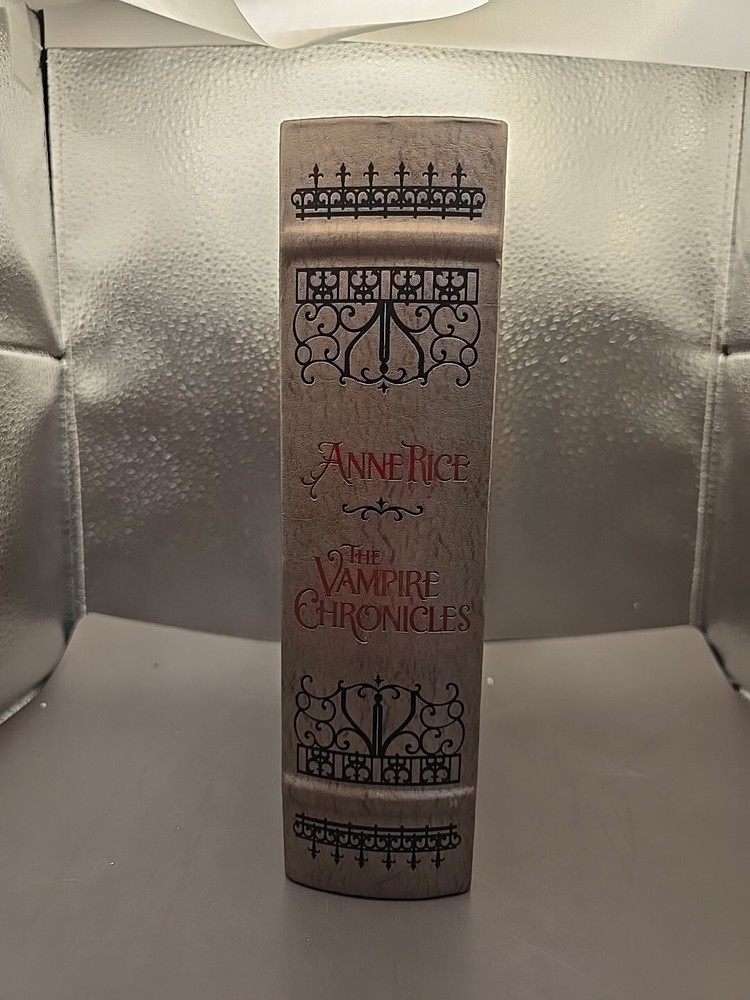 ANNE RICE
THE
VAMPIRE
CHRONICLES